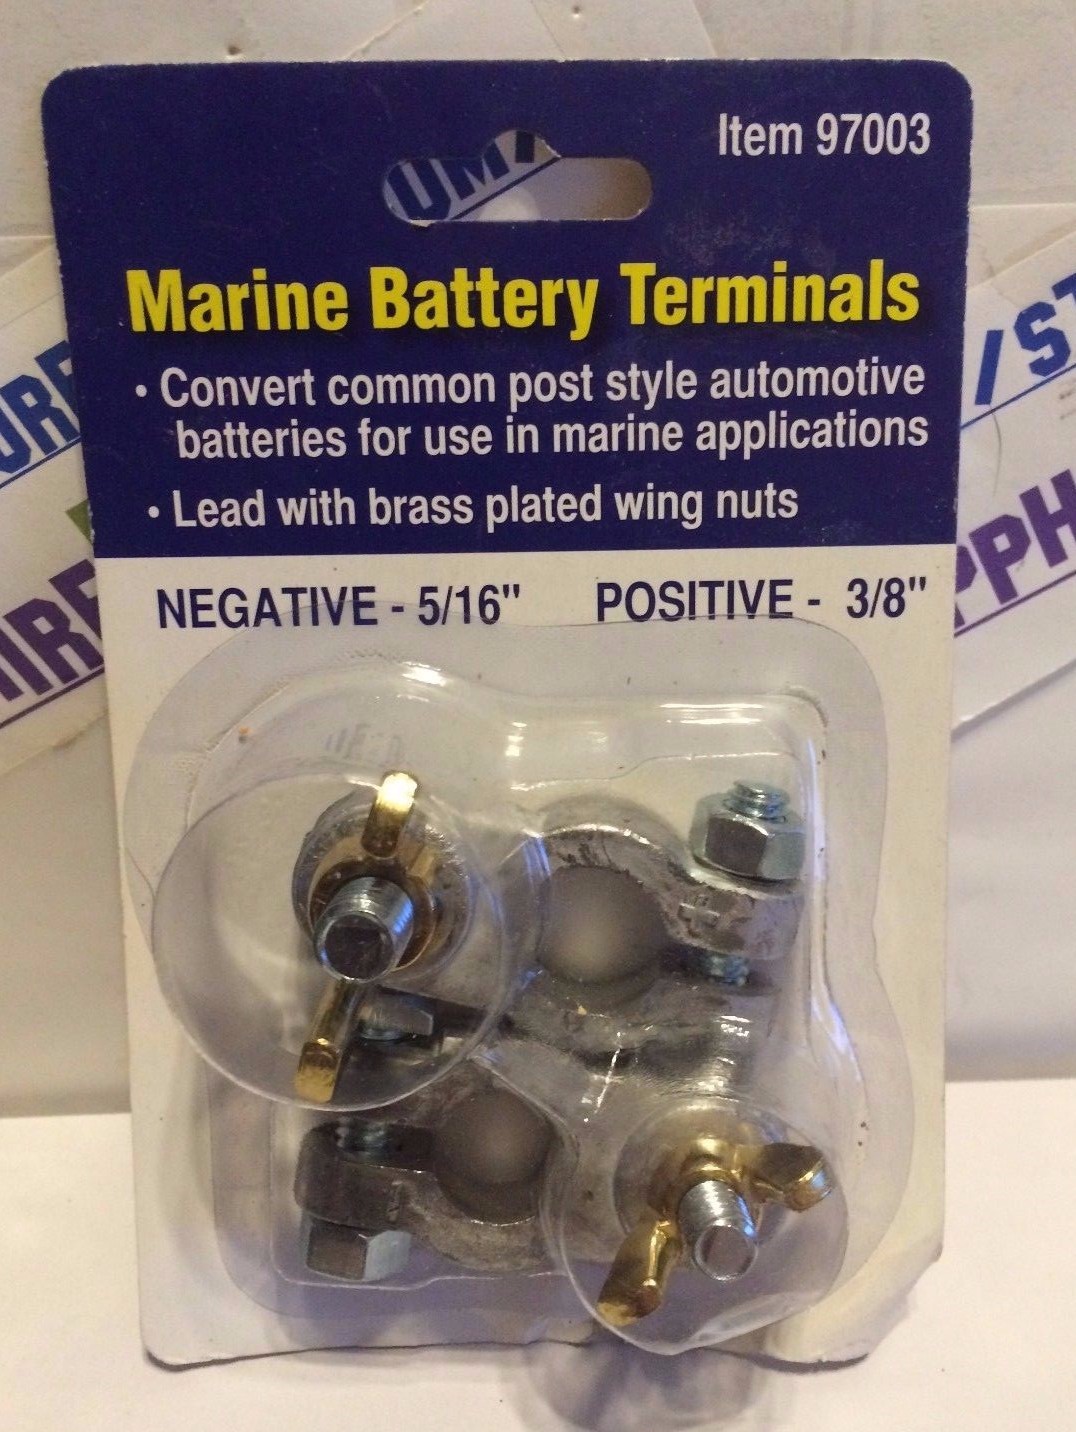 Item 97003
Marine Battery Terminals
• Convert common post style automotive
batteries for use in marine applications
• Lead with brass plated wing nuts
NEGATIVE - 5/16" POSITIVE - 3/8"
+